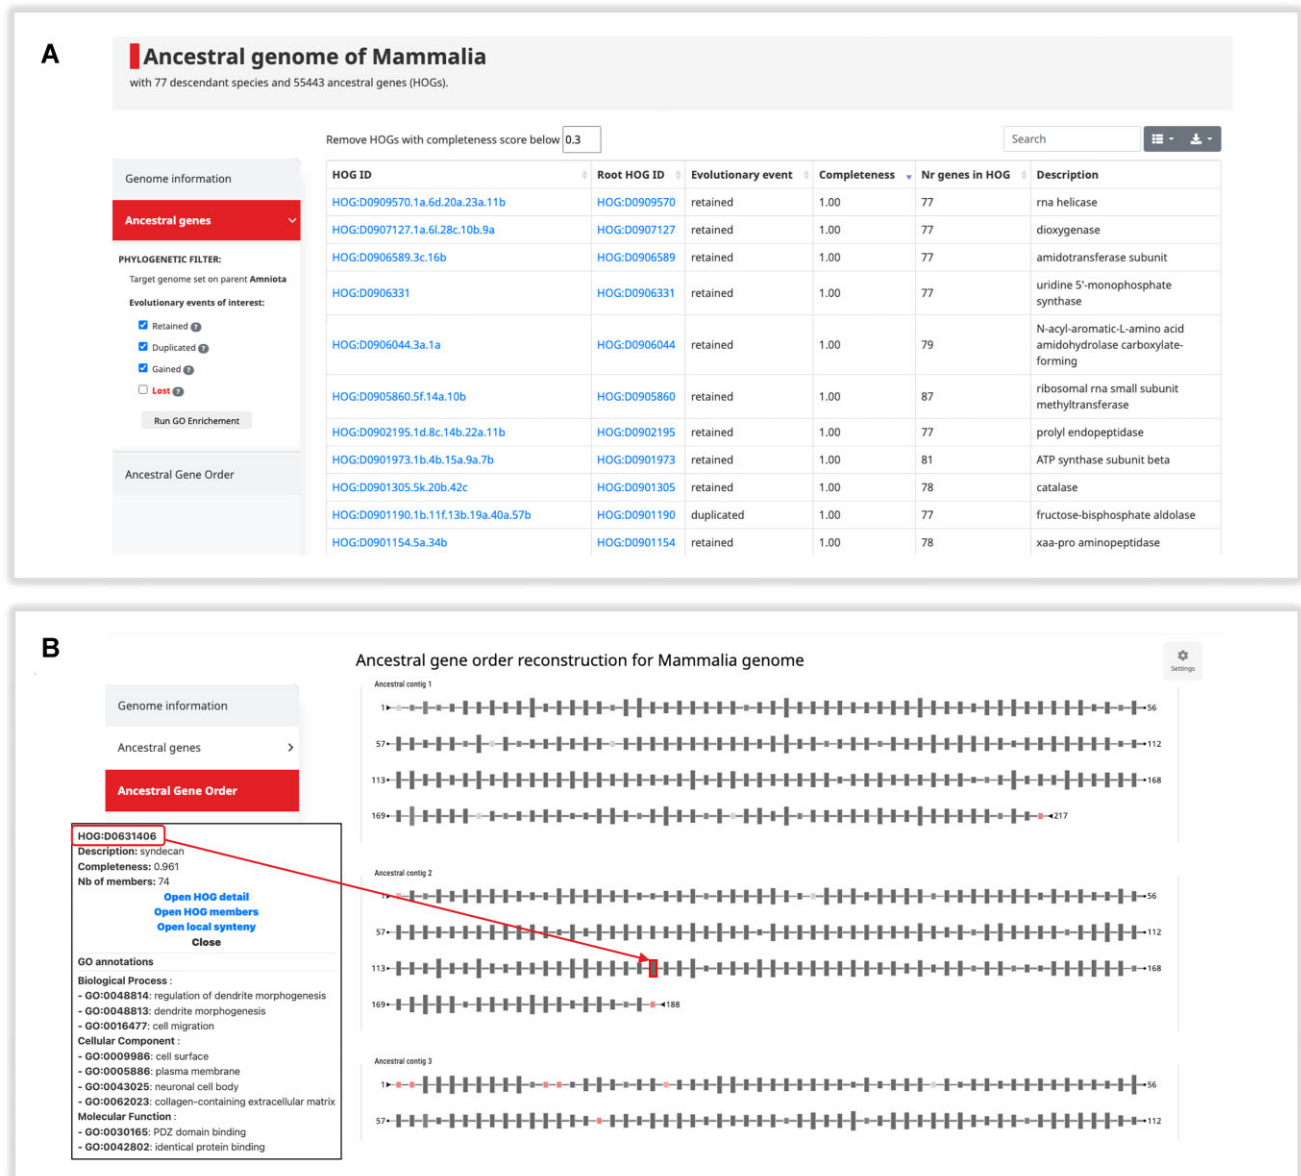 A
Ancestral genome of Mammalia
with 77 descendant species and 55443 ancestral genes (HOGs).
Remove HOGs with completeness score below 0.3
Search
Genome information
Ancestral genes
PHYLOGENETIC FILTER:
Target genome set on parent Amniota
Evolutionary events of interest:
Retained ?
Duplicated ?
Gained ?
Lost ?
Run GO Enrichement
Ancestral Gene Order
HOG ID Root HOG ID Evolutionary event Completeness Nr genes in HOG Description
HOG:D0909570.1a.6d.20a.23a.11b HOG:D0909570 retained 1.00 77 rna helicase
HOG:D0907127.1a.6l.28c.10b.9a HOG:D0907127 retained 1.00 77 dioxygenase
HOG:D0906589.3c.16b HOG:D0906589 retained 1.00 77 amidotransferase subunit
HOG:D0906331 HOG:D0906331 retained 1.00 77 uridine 5'-monophosphate
synthase
HOG:D0906044.3a.1a HOG:D0906044 retained 1.00 79 N-acyl-aromatic-L-amino acid
amidohydrolase carboxylate-
forming
HOG:D0905860.5f.14a.10b HOG:D0905860 retained 1.00 87 ribosomal rna small subunit
methyltransferase
HOG:D0902195.1d.8c.14b.22a.11b HOG:D0902195 retained 1.00 77 prolyl endopeptidase
HOG:D0901973.1b.4b.15a.9a.7b HOG:D0901973 retained 1.00 81 ATP synthase subunit beta
HOG:D0901305.5k.20b.42c HOG:D0901305 retained 1.00 78 catalase
HOG:D0901190.1b.11f.13b.19a.40a.57b HOG:D0901190 duplicated 1.00 77 fructose-bisphosphate aldolase
HOG:D0901154.5a.34b HOG:D0901154 retained 1.00 78 xaa-pro aminopeptidase
B
Ancestral gene order reconstruction for Mammalia genome
Settings
Genome information
Ancestral genes
Ancestral Gene Order
HOG:D0631406
Description: syndecan
Completeness: 0.961
Nb of members: 74
Open HOG detail
Open HOG members
Open local synteny
Close
GO annotations
Biological Process :
- GO:0048814: regulation of dendrite morphogenesis
- GO:0048813: dendrite morphogenesis
- GO:0016477: cell migration
Cellular Component :
- GO:0009986: cell surface
- GO:0005886: plasma membrane
- GO:0043025: neuronal cell body
- GO:0062023: collagen-containing extracellular matrix
Molecular Function :
- GO:0030165: PDZ domain binding
- GO:0042802: identical protein binding
Ancestral contig 1
1 56
57 112
113 168
169 217
Ancestral contig 2
1 56
57 112
113 168
169 188
Ancestral contig 3
1 56
57 112